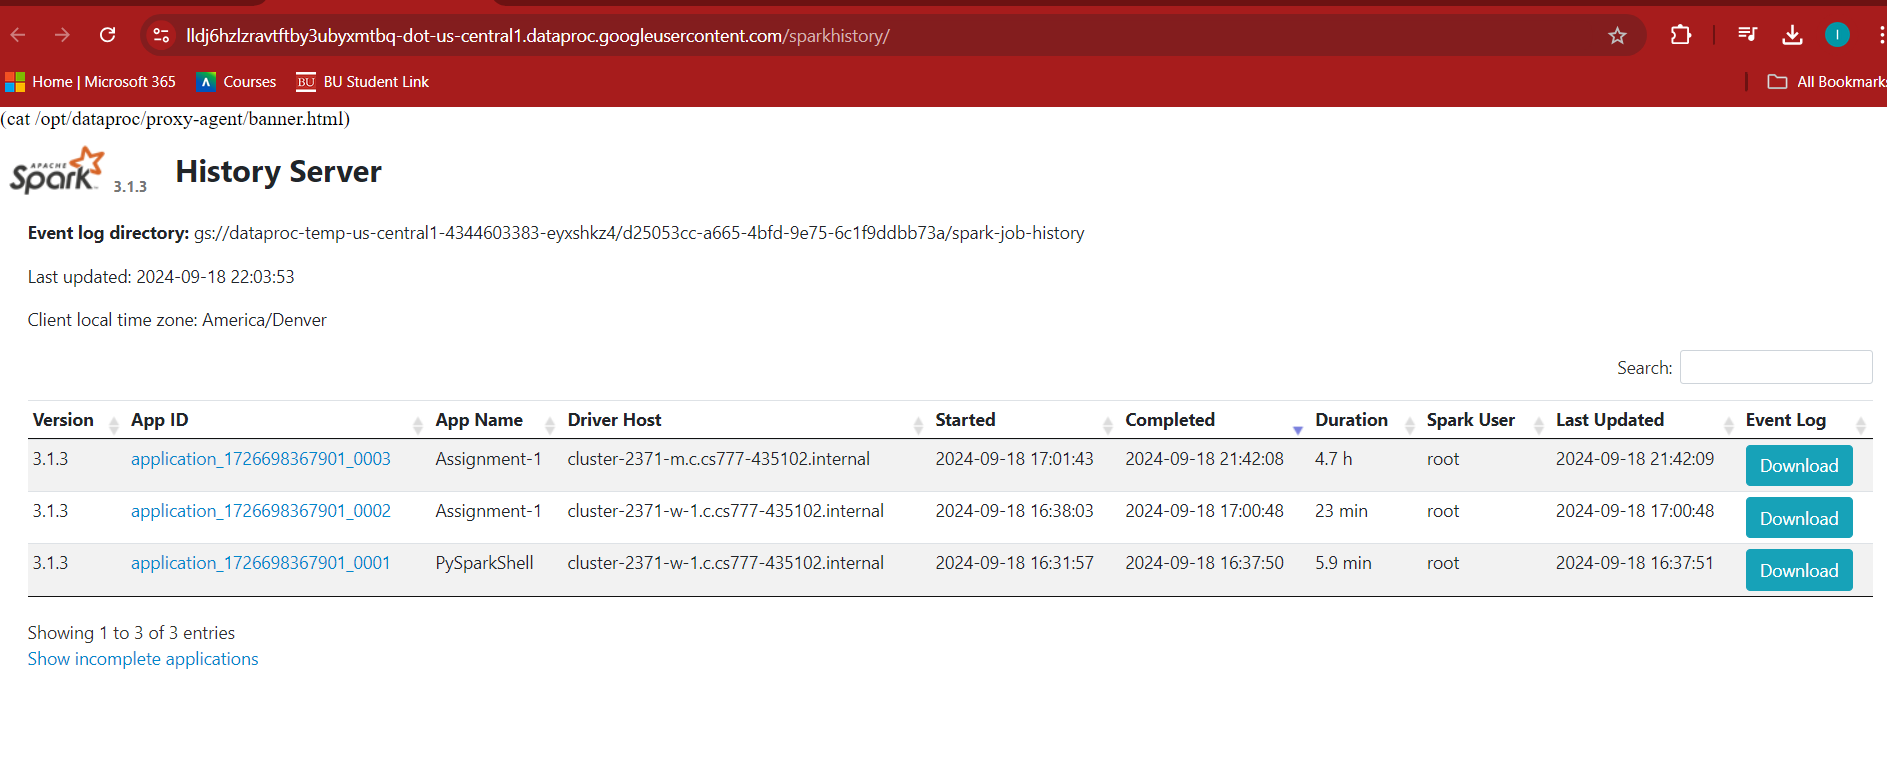 lldj6hzlzravtftby3ubyxmtbq-dot-us-central1.dataproc.googleusercontent.com/sparkhistory/
I
Home | Microsoft 365 Courses BU BU Student Link All Bookmarks
(cat /opt/dataproc/proxy-agent/banner.html)
APACHE Spark 3.1.3 History Server
Event log directory: gs://dataproc-temp-us-central1-4344603383-eyxshkz4/d25053cc-a665-4bfd-9e75-6c1f9ddbb73a/spark-job-history
Last updated: 2024-09-18 22:03:53
Client local time zone: America/Denver
Search:
Version App ID App Name Driver Host Started Completed Duration Spark User Last Updated Event Log
3.1.3 application_1726698367901_0003 Assignment-1 cluster-2371-m.c.cs777-435102.internal 2024-09-18 17:01:43 2024-09-18 21:42:08 4.7 h root 2024-09-18 21:42:09 Download
3.1.3 application_1726698367901_0002 Assignment-1 cluster-2371-w-1.c.cs777-435102.internal 2024-09-18 16:38:03 2024-09-18 17:00:48 23 min root 2024-09-18 17:00:48 Download
3.1.3 application_1726698367901_0001 PySparkShell cluster-2371-w-1.c.cs777-435102.internal 2024-09-18 16:31:57 2024-09-18 16:37:50 5.9 min root 2024-09-18 16:37:51 Download
Showing 1 to 3 of 3 entries
Show incomplete applications